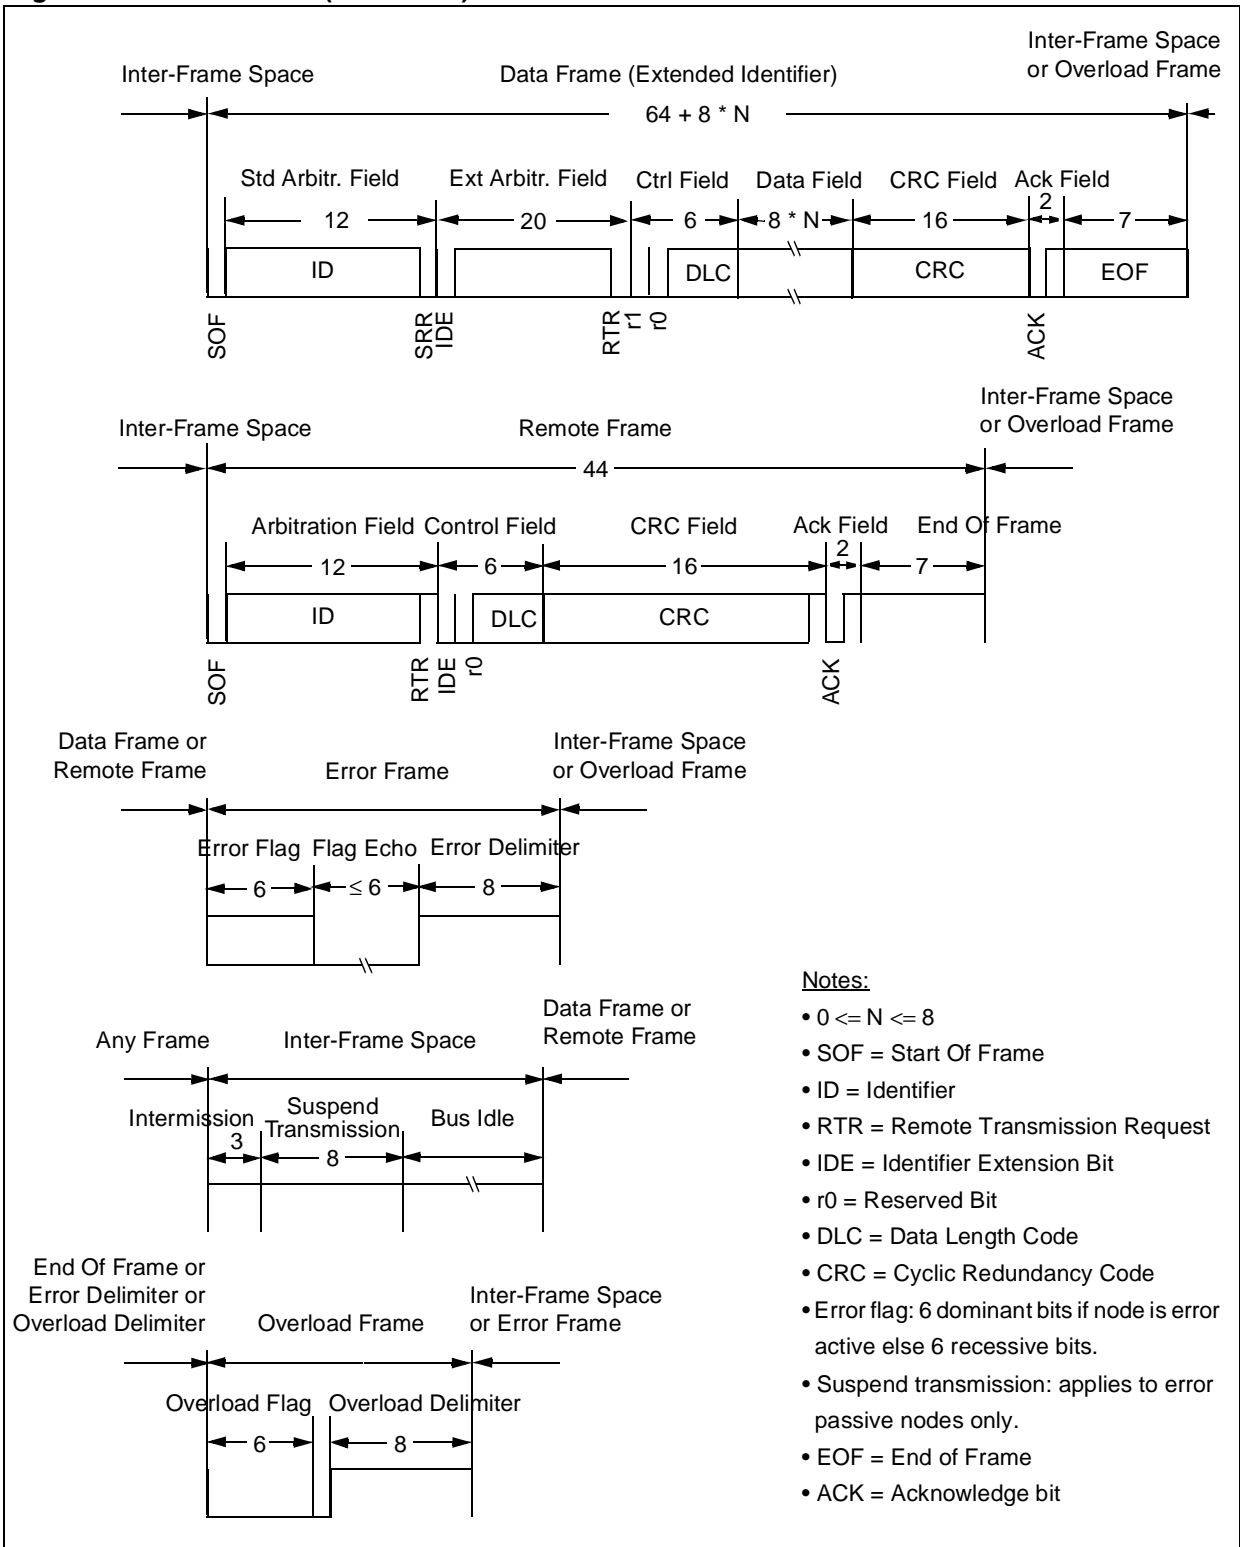 Inter-Frame Space
or Overload Frame
Inter-Frame Space
Data Frame (Extended Identifier)
64 + 8 * N
Std Arbitr. Field
Ext Arbitr. Field
Ctrl Field
Data Field
CRC Field
Ack Field
2
12
20
6
8 * N
16
7
ID
DLC
CRC
EOF
SOF
SRR
IDE
RTR
r1
r0
ACK
Inter-Frame Space
or Overload Frame
Inter-Frame Space
Remote Frame
44
Arbitration Field
Control Field
CRC Field
Ack Field
End Of Frame
2
12
6
16
7
ID
DLC
CRC
SOF
RTR
IDE
r0
ACK
Data Frame or
Remote Frame
Error Frame
Inter-Frame Space
or Overload Frame
Error Flag
Flag Echo
Error Delimiter
6
≤ 6
8
Any Frame
Inter-Frame Space
Data Frame or
Remote Frame
Intermission
Suspend
Transmission
Bus Idle
3
8
End Of Frame or
Error Delimiter or
Overload Delimiter
Overload Frame
Inter-Frame Space
or Error Frame
Overload Flag
Overload Delimiter
6
8
Notes:
• 0 <= N <= 8
• SOF = Start Of Frame
• ID = Identifier
• RTR = Remote Transmission Request
• IDE = Identifier Extension Bit
• r0 = Reserved Bit
• DLC = Data Length Code
• CRC = Cyclic Redundancy Code
• Error flag: 6 dominant bits if node is error
active else 6 recessive bits.
• Suspend transmission: applies to error
passive nodes only.
• EOF = End of Frame
• ACK = Acknowledge bit